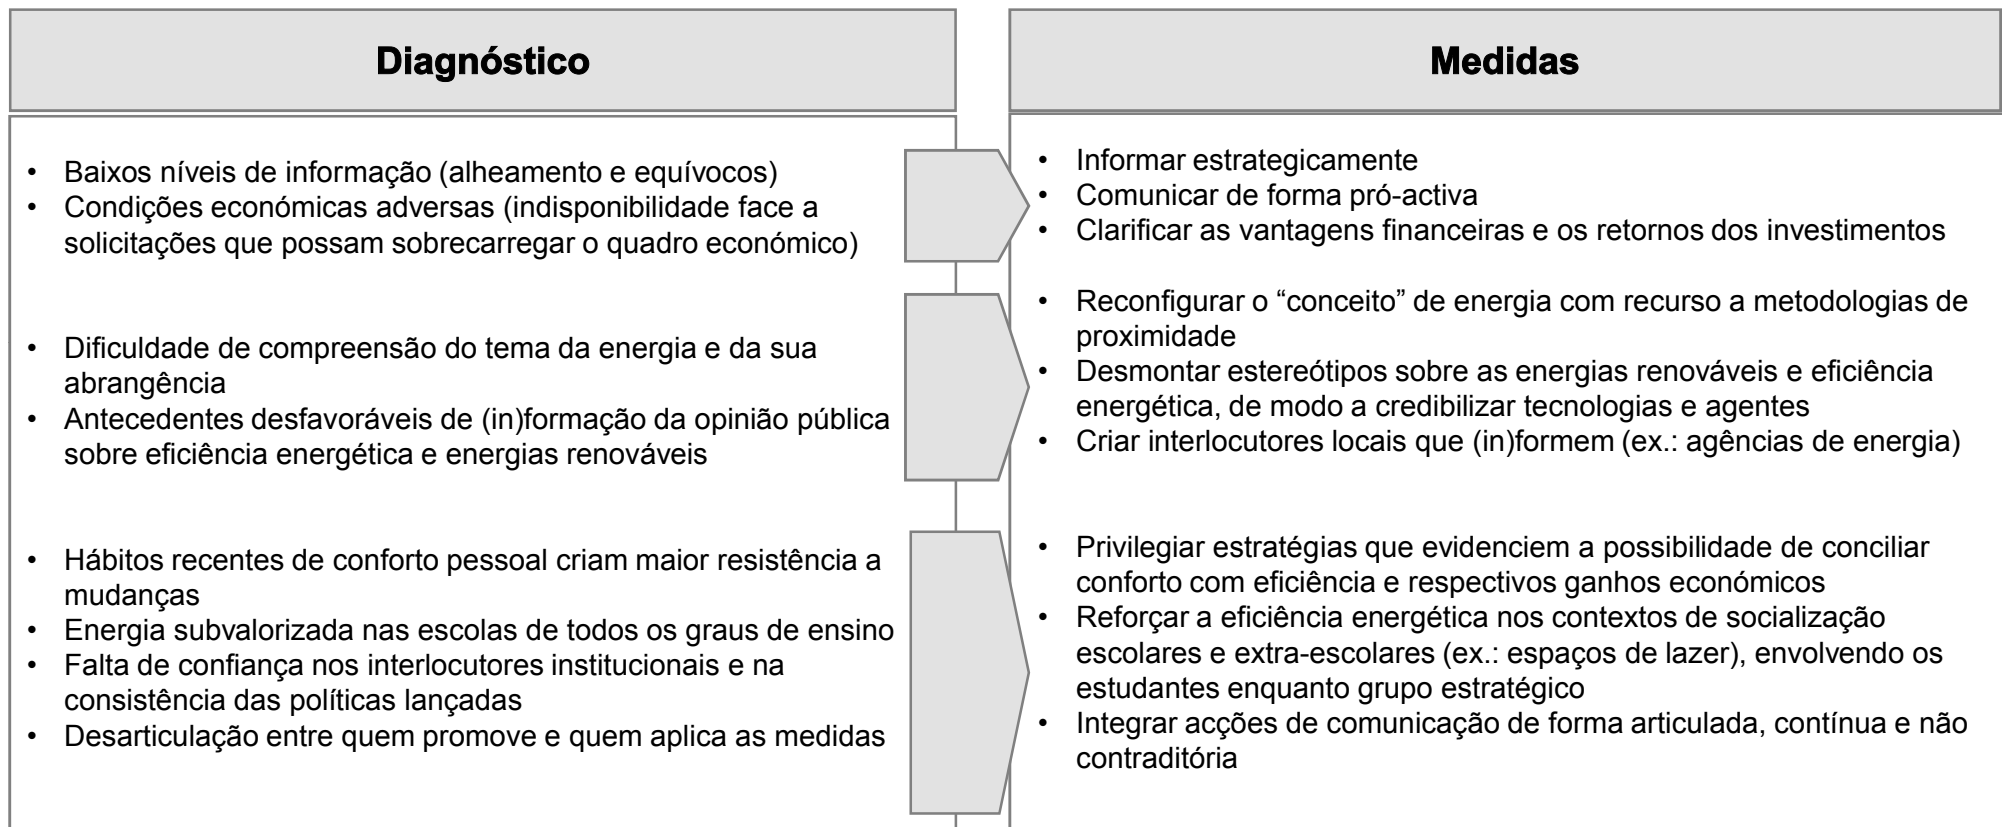 Diagnóstico
• Baixos níveis de informação (alheamento e equívocos)
• Condições económicas adversas (indisponibilidade face a
solicitações que possam sobrecarregar o quadro económico)
• Dificuldade de compreensão do tema da energia e da sua
abrangência
• Antecedentes desfavoráveis de (in)formação da opinião pública
sobre eficiência energética e energias renováveis
• Hábitos recentes de conforto pessoal criam maior resistência a
mudanças
• Energia subvalorizada nas escolas de todos os graus de ensino
• Falta de confiança nos interlocutores institucionais e na
consistência das políticas lançadas
• Desarticulação entre quem promove e quem aplica as medidas
Medidas
• Informar estrategicamente
• Comunicar de forma pró-activa
• Clarificar as vantagens financeiras e os retornos dos investimentos
• Reconfigurar o “conceito” de energia com recurso a metodologias de
proximidade
• Desmontar estereótipos sobre as energias renováveis e eficiência
energética, de modo a credibilizar tecnologias e agentes
• Criar interlocutores locais que (in)formem (ex.: agências de energia)
• Privilegiar estratégias que evidenciem a possibilidade de conciliar
conforto com eficiência e respectivos ganhos económicos
• Reforçar a eficiência energética nos contextos de socialização
escolares e extra-escolares (ex.: espaços de lazer), envolvendo os
estudantes enquanto grupo estratégico
• Integrar acções de comunicação de forma articulada, contínua e não
contraditória